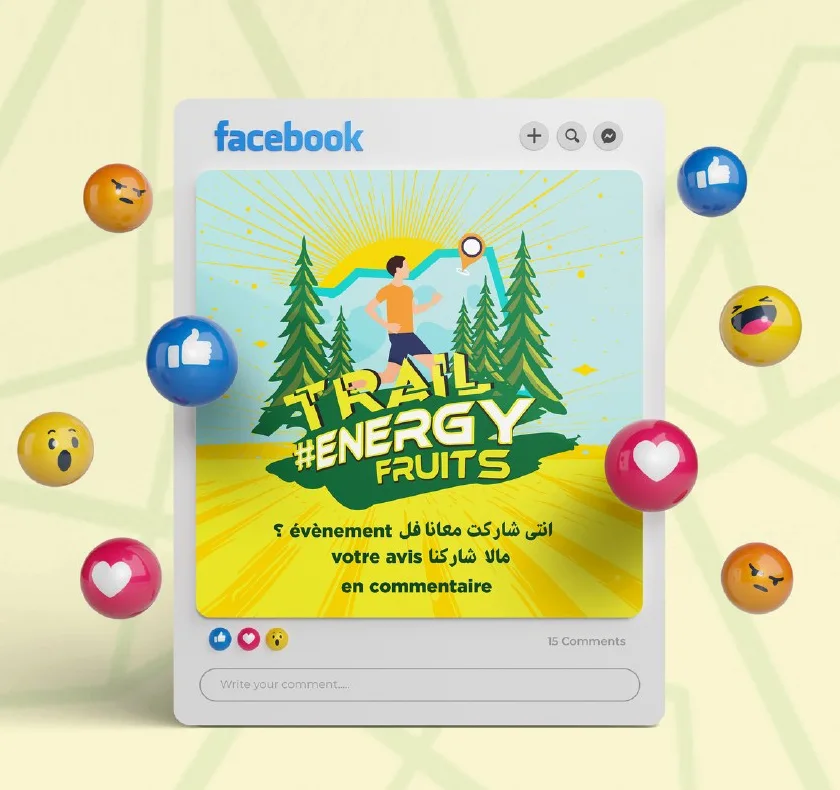 facebook
TRAIL
#ENERGY
FRUITS
انتي شاركت معانا فل évènement ؟
مالا شاركنا votre avis
en commentaire
15 Comments
Write your comment.....